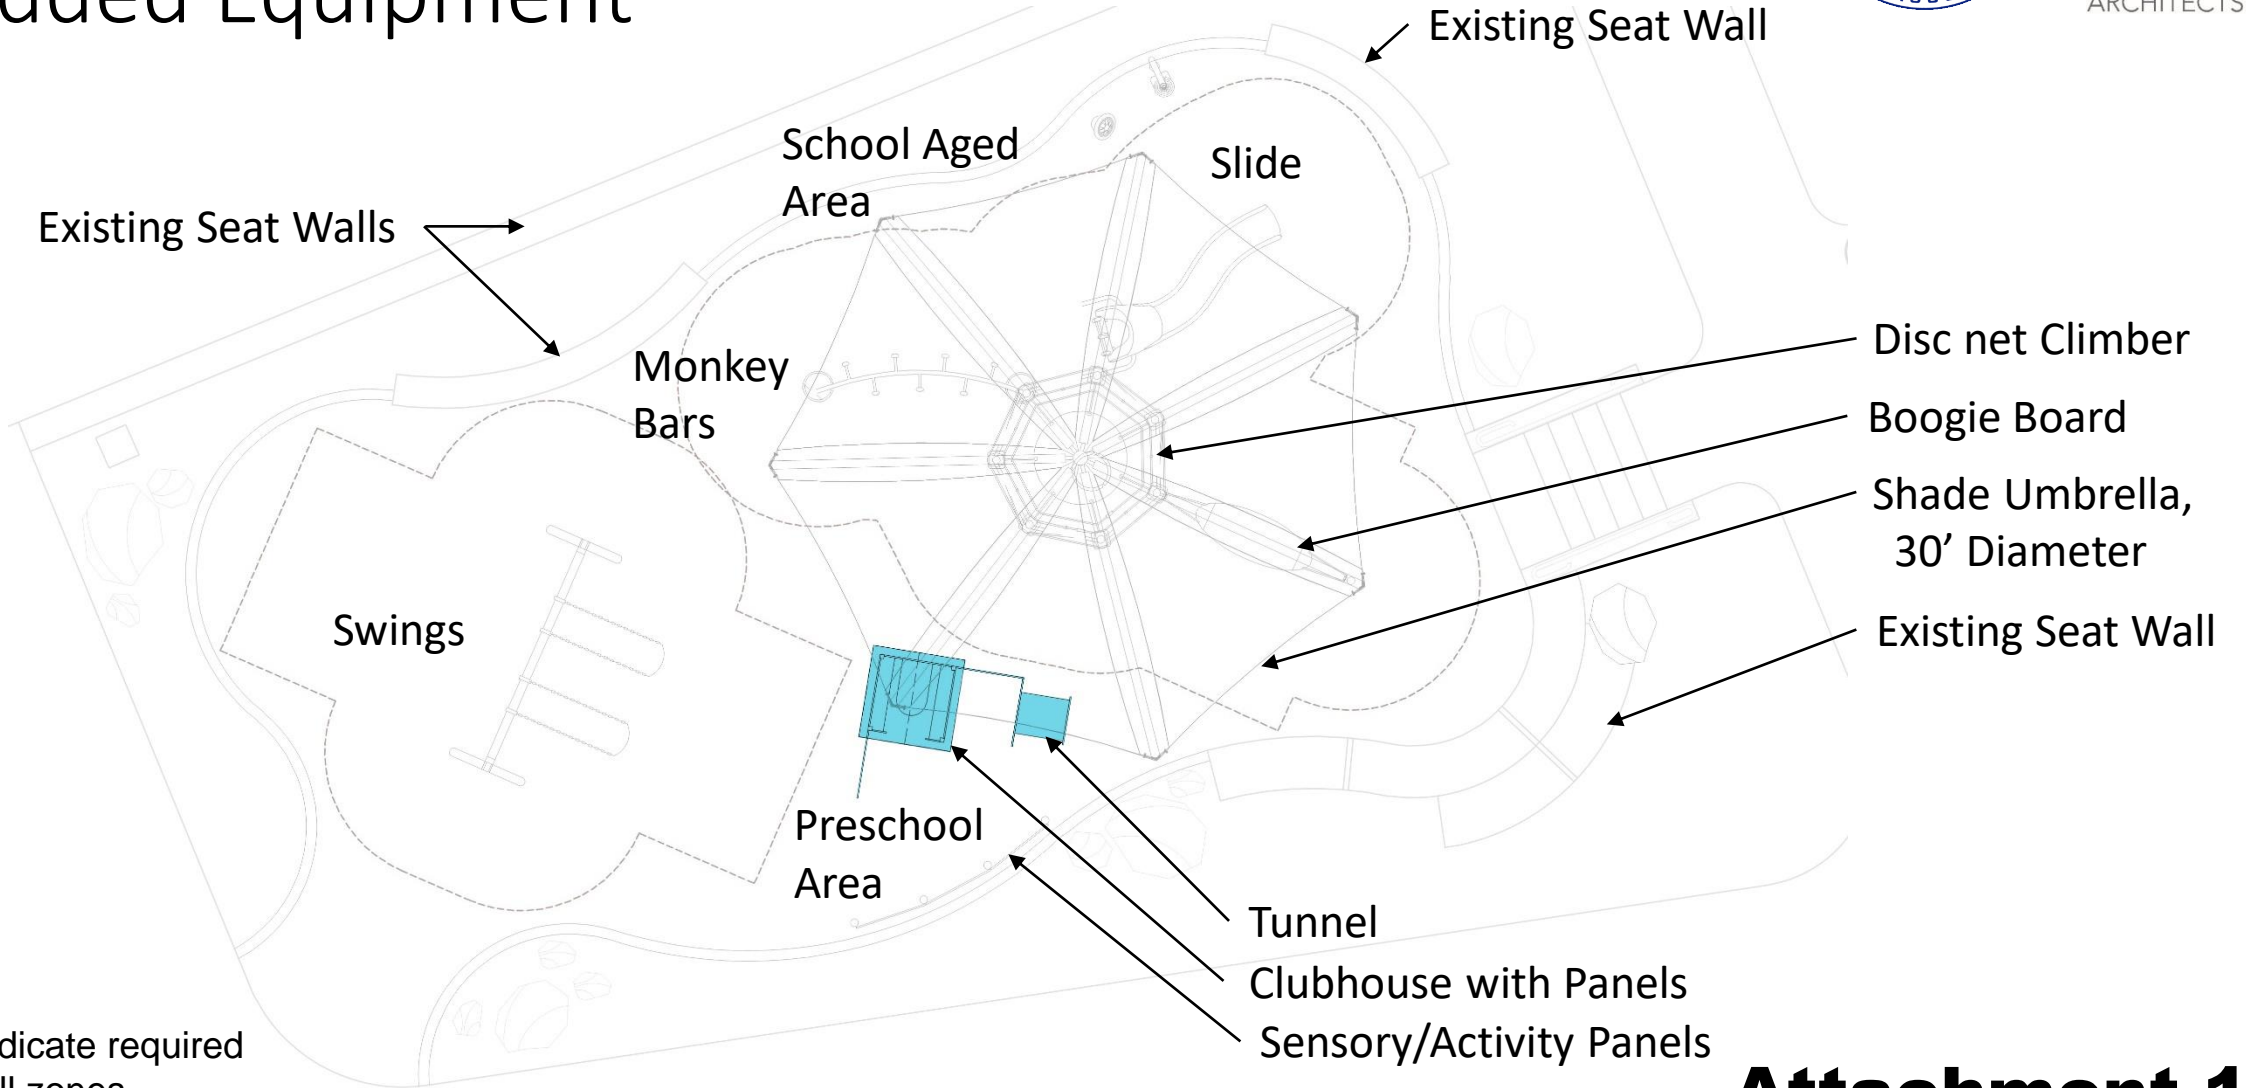 Equipment
ARCHITECTS
Existing Seat Wall
School Aged
Area
Slide
Existing Seat Walls
Monkey
Bars
Disc net Climber
Boogie Board
Shade Umbrella,
30’ Diameter
Swings
Existing Seat Wall
Preschool
Area
Tunnel
Clubhouse with Panels
Sensory/Activity Panels
required